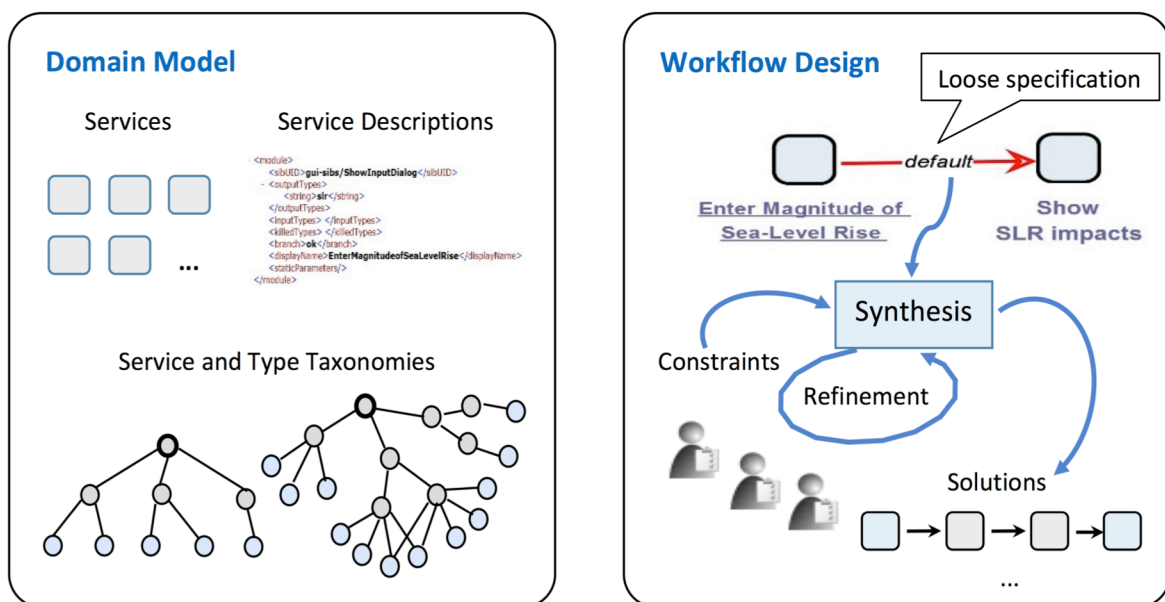 Domain Model
Services
Service Descriptions
<module>
<sibUID>gui-sibs/ShowInputDialog</sibUID>
- <outputTypes>
<string>slr</string>
</outputTypes>
<inputTypes> </inputTypes>
<killedTypes> </killedTypes>
<branch>ok</branch>
<displayName>EnterMagnitudeofSeaLevelRise</displayName>
<staticParameters/>
</module>
...
Service and Type Taxonomies
Workflow Design
Loose specification
default
Enter Magnitude of
Sea-Level Rise
Show
SLR impacts
Synthesis
Constraints
Refinement
Solutions
...